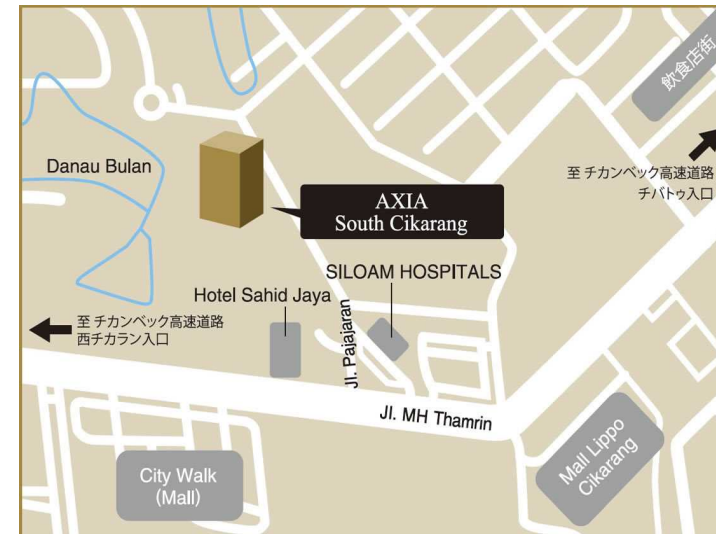 飲食店街
Danau Bulan
至 チカンベック高速道路
チバトゥ入口
AXIA
South Cikarang
SILOAM HOSPITALS
Hotel Sahid Jaya
至 チカンベック高速道路
西チカラン入口
Jl. Pajajaran
Jl. MH Thamrin
Mall Lippo
Cikarang
City Walk
(Mall)